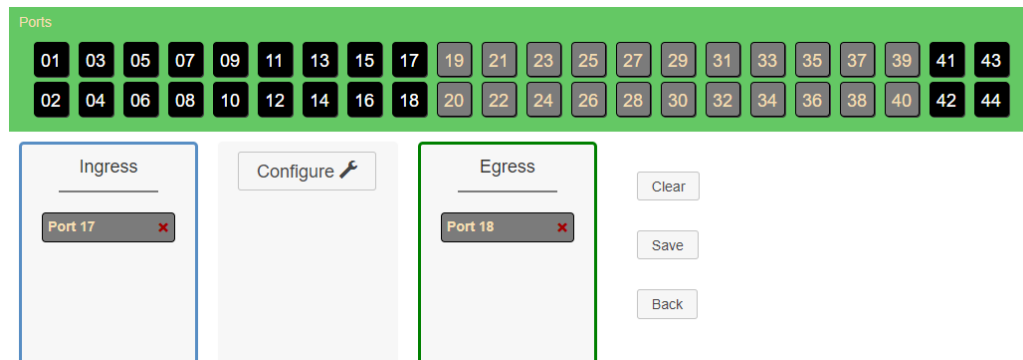 Ports
01 03 05 07 09 11 13 15 17 19 21 23 25 27 29 31 33 35 37 39 41 43
02 04 06 08 10 12 14 16 18 20 22 24 26 28 30 32 34 36 38 40 42 44
Ingress
Port 17
Configure
Egress
Port 18
Clear
Save
Back